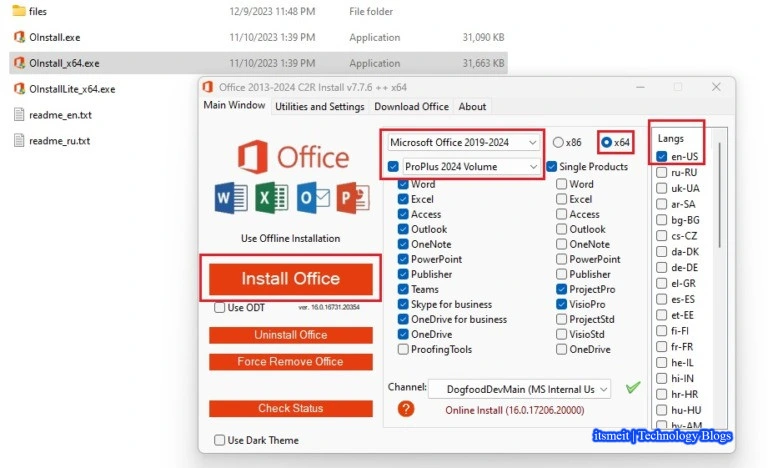 files 12/9/2023 11:48 PM File folder
OInstall.exe 11/10/2023 1:39 PM Application 31,090 KB
OInstall_x64.exe 11/10/2023 1:39 PM Application 31,663 KB
OInstallLite_x64.exe
readme_en.txt
readme_ru.txt
Office 2013-2024 C2R Install v7.7.6 ++ x64
Main Window Utilities and Settings Download Office About
Office
Use Offline Installation
Install Office
Use ODT ver. 16.0.16731.20354
Uninstall Office
Force Remove Office
Check Status
Use Dark Theme
Microsoft Office 2019-2024 x86 x64
ProPlus 2024 Volume Single Products
Word Word
Excel Excel
Access Access
Outlook Outlook
OneNote OneNote
PowerPoint PowerPoint
Publisher Publisher
Teams ProjectPro
Skype for business VisioPro
OneDrive for business ProjectStd
OneDrive VisioStd
ProofingTools OneDrive
Channel: DogfoodDevMain (MS Internal Us
Online Install (16.0.17206.20000)
Langs
en-US
ru-RU
uk-UA
ar-SA
bg-BG
cs-CZ
da-DK
de-DE
el-GR
es-ES
et-EE
fi-FI
fr-FR
he-IL
hi-IN
hr-HR
hu-HU
hy-AM
itsmeit | Technology Blogs